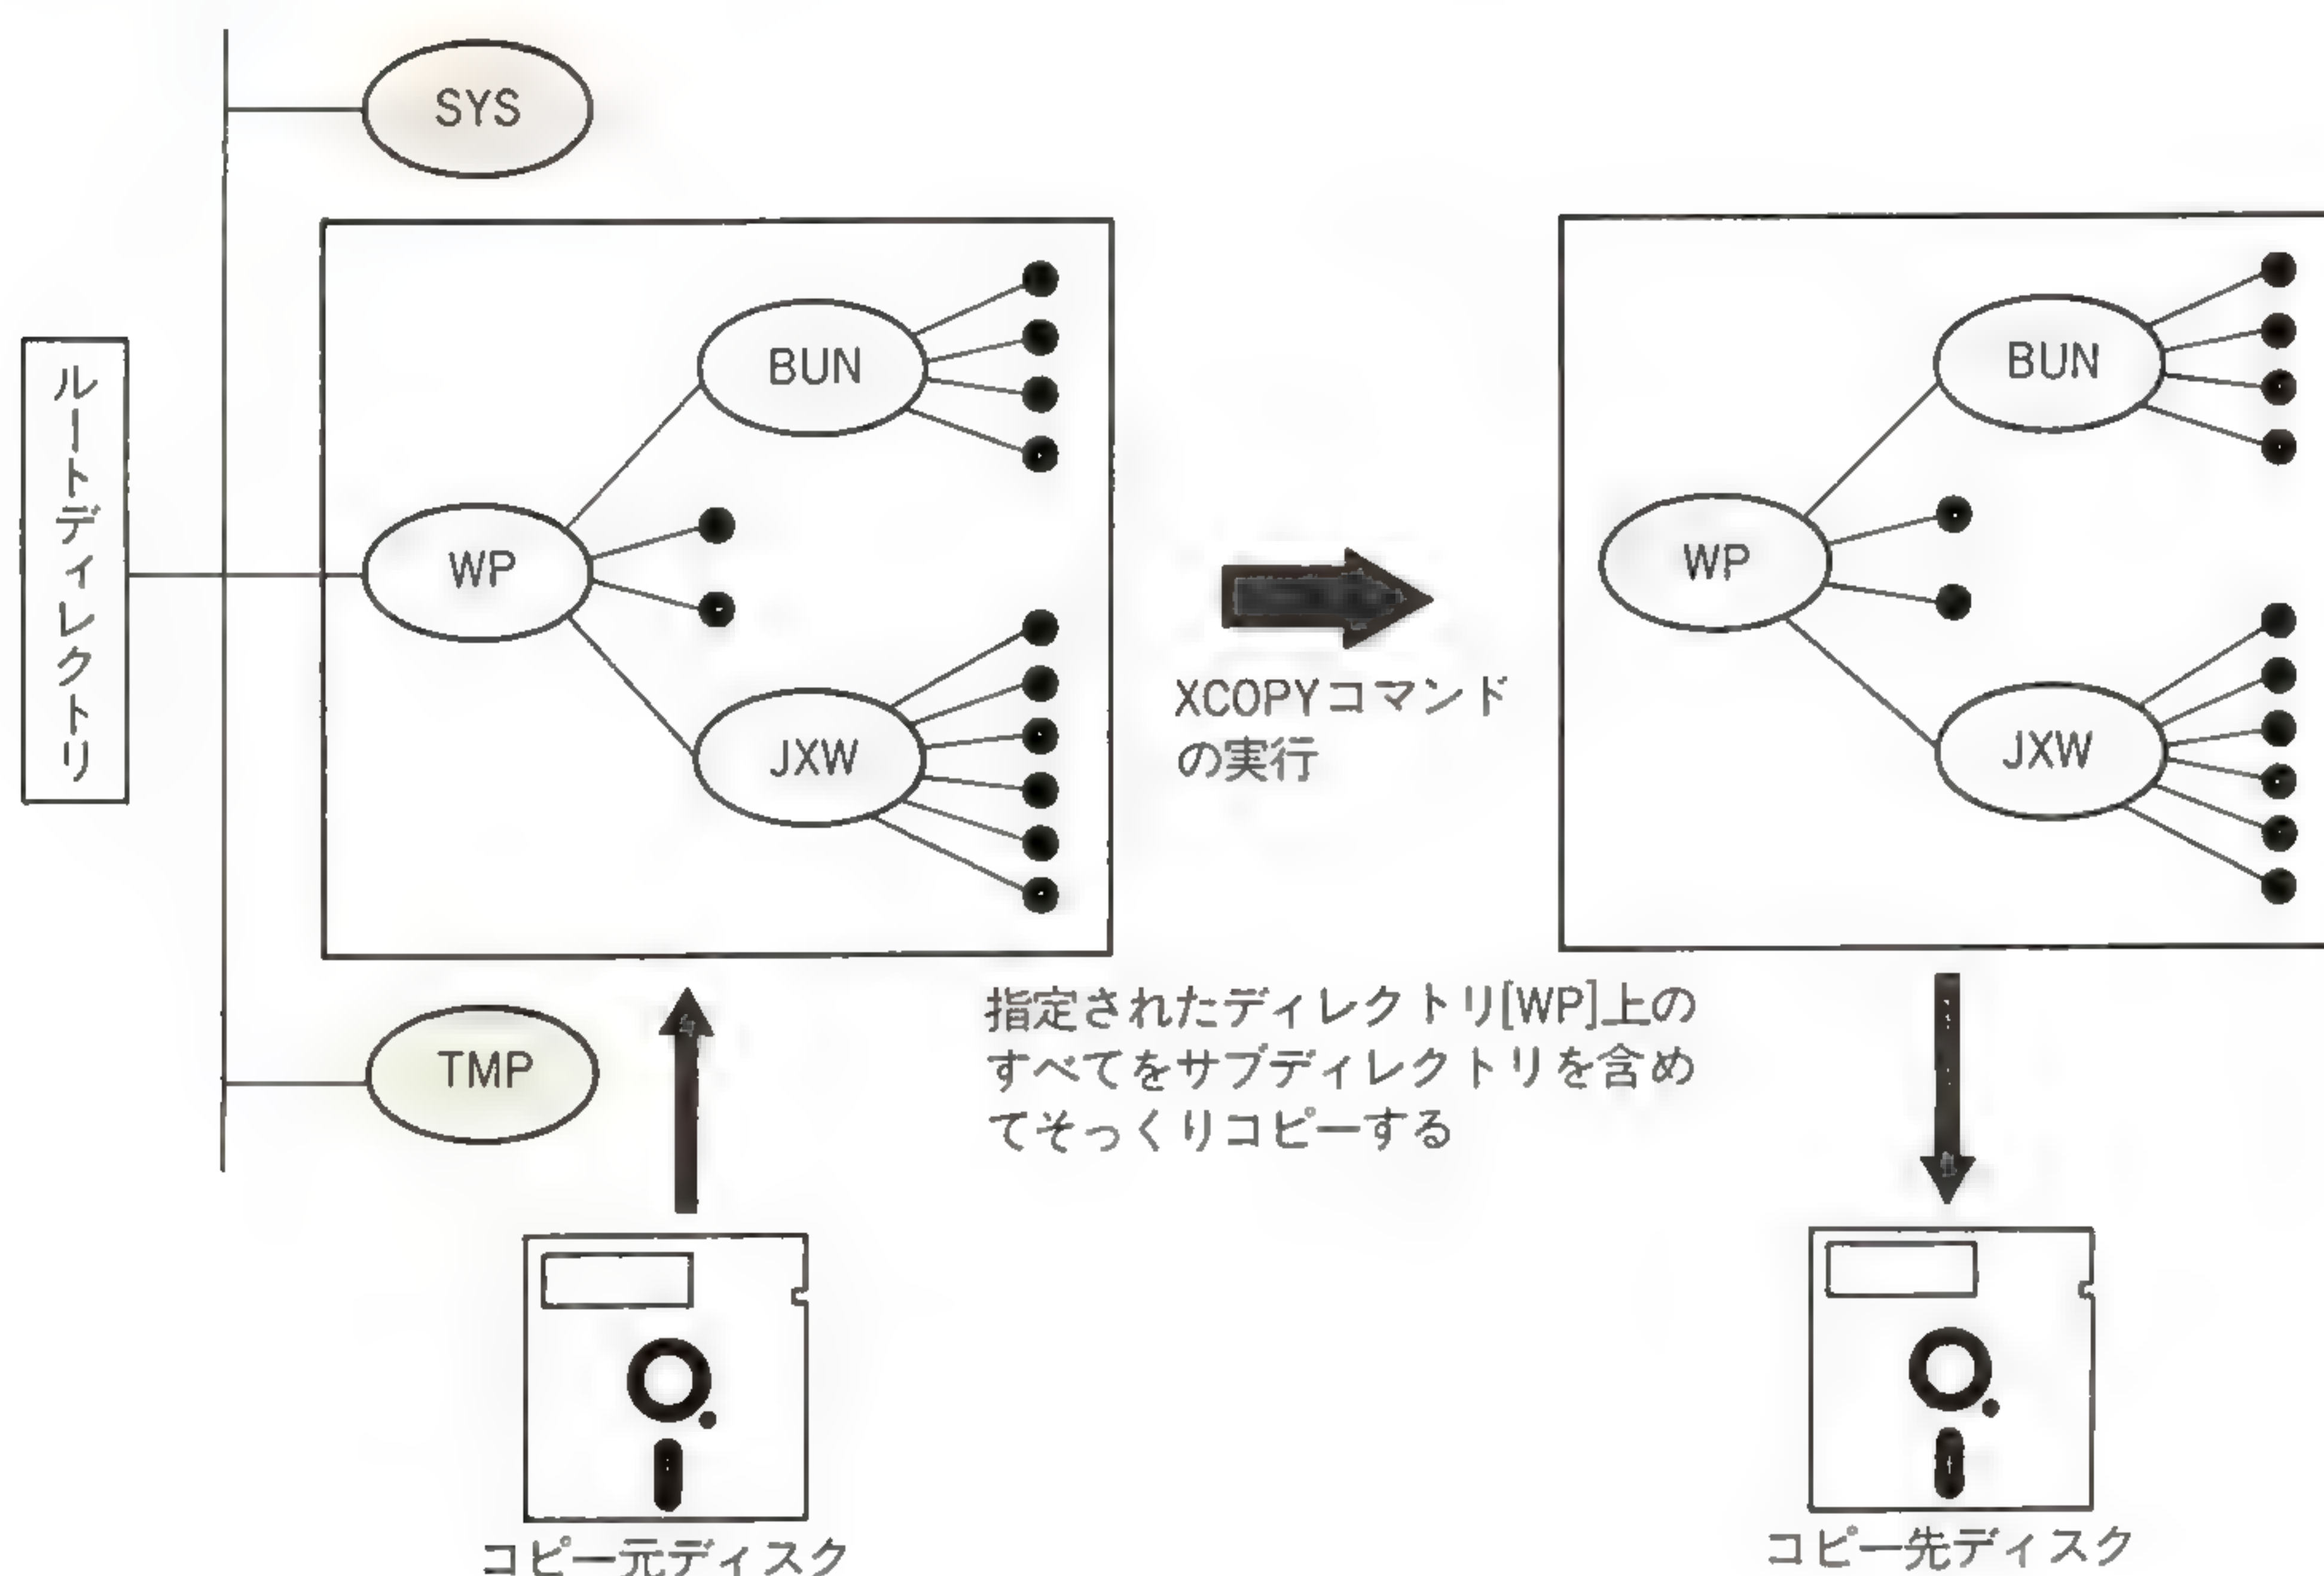 SYS
ルートディレクトリ
BUN
WP
JXW
TMP
XCOPYコマンド
の実行
BUN
WP
JXW
指定されたディレクトリ[WP]上の
すべてをサブディレクトリを含め
てそっくりコピーする
コピー元ディスク
コピー先ディスク